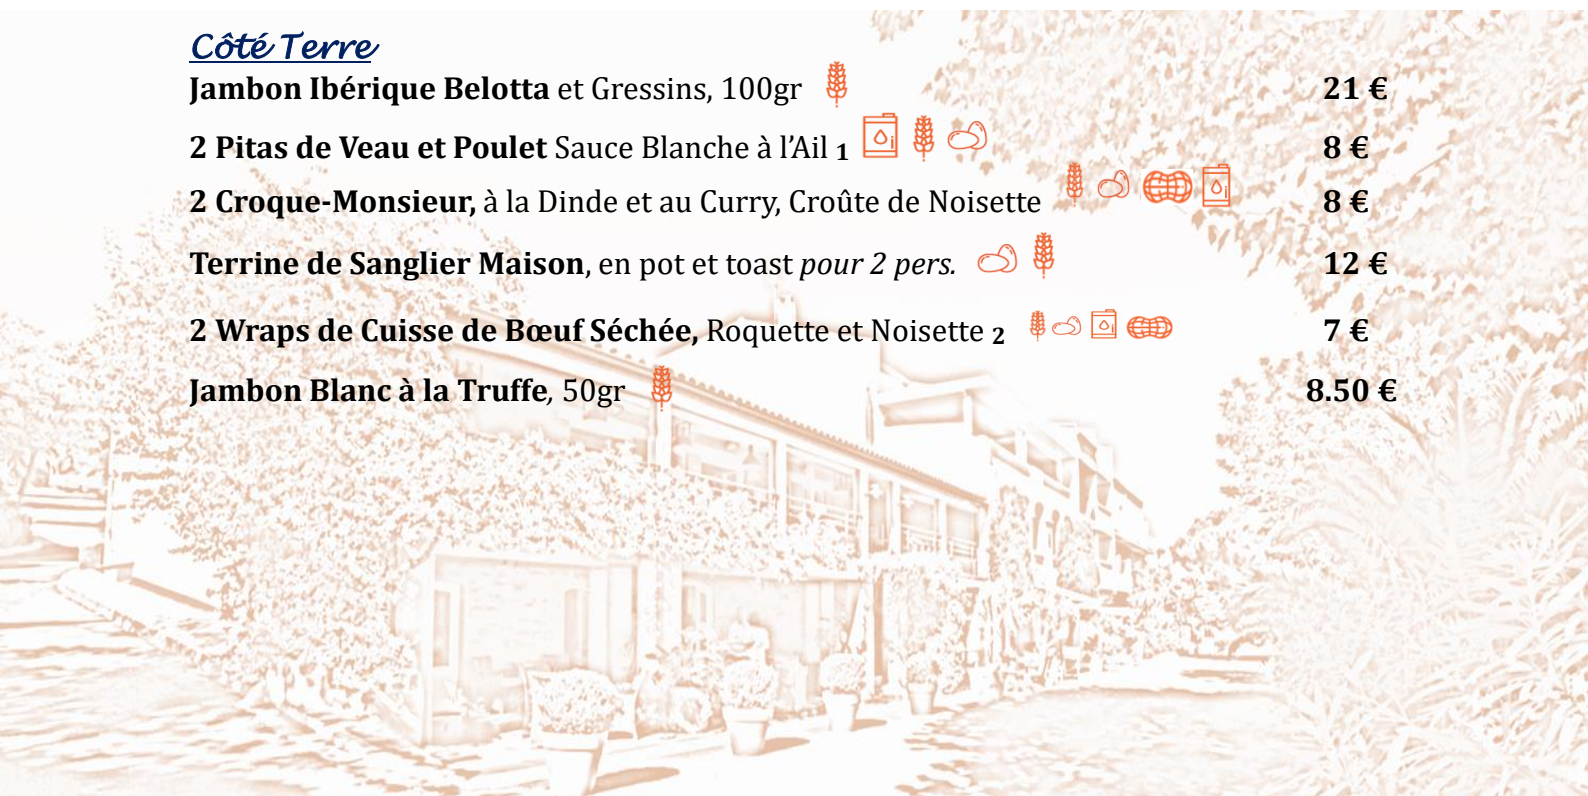 Côté Terre
Jambon Ibérique Belotta et Gressins, 100gr 21 €
2 Pitas de Veau et Poulet Sauce Blanche à l'Ail 1 8 €
2 Croque-Monsieur, à la Dinde et au Curry, Croûte de Noisette 8 €
Terrine de Sanglier Maison, en pot et toast pour 2 pers. 12 €
2 Wraps de Cuisse de Bœuf Séchée, Roquette et Noisette 2 7 €
Jambon Blanc à la Truffe, 50gr 8.50 €